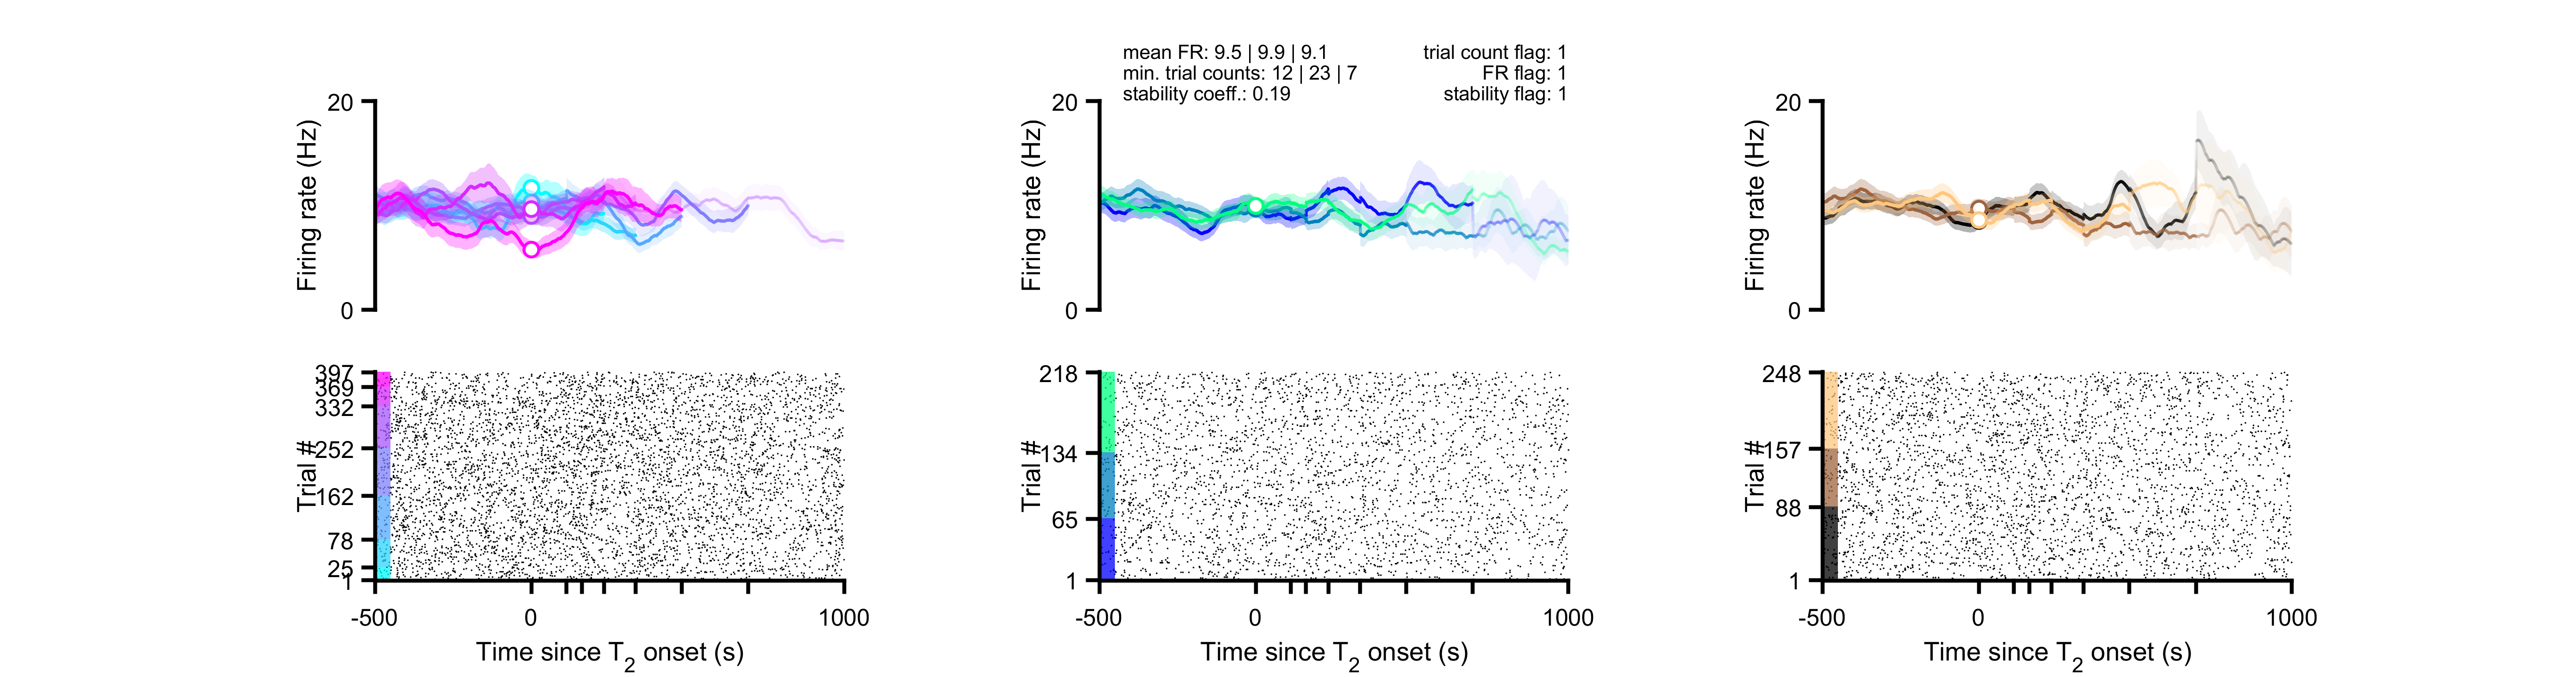 mean FR: 9.5 | 9.9 | 9.1
min. trial counts: 12 | 23 | 7
stability coeff.: 0.19
trial count flag: 1
FR flag: 1
stability flag: 1
20
Firing rate (Hz)
0
20
Firing rate (Hz)
0
20
Firing rate (Hz)
0
397
369
332
252
162
78
25
1
Trial #
-500
0
1000
Time since T2 onset (s)
218
134
65
1
Trial #
-500
0
1000
Time since T2 onset (s)
248
157
88
1
Trial #
-500
0
1000
Time since T2 onset (s)